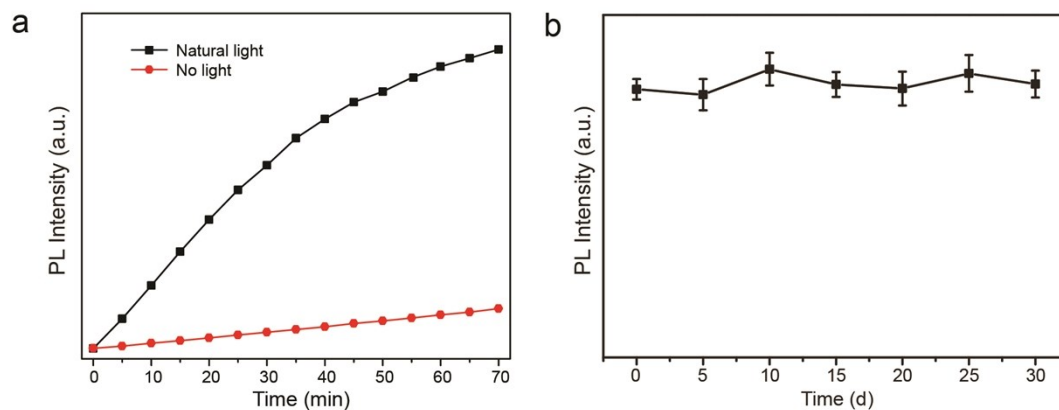 a
Natural light
No light
PL Intensity (a.u.)
0 10 20 30 40 50 60 70
Time (min)
b
PL Intensity (a.u.)
0 5 10 15 20 25 30
Time (d)